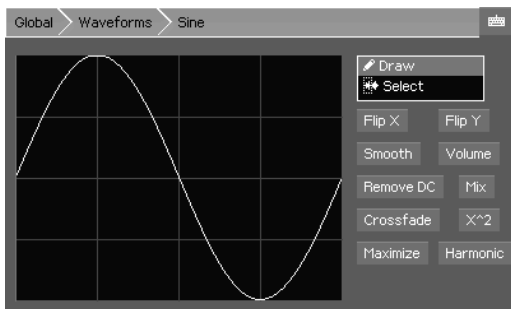 Global Waveforms Sine
Draw
Select
Flip X Flip Y
Smooth Volume
Remove DC Mix
Crossfade X^2
Maximize Harmonic